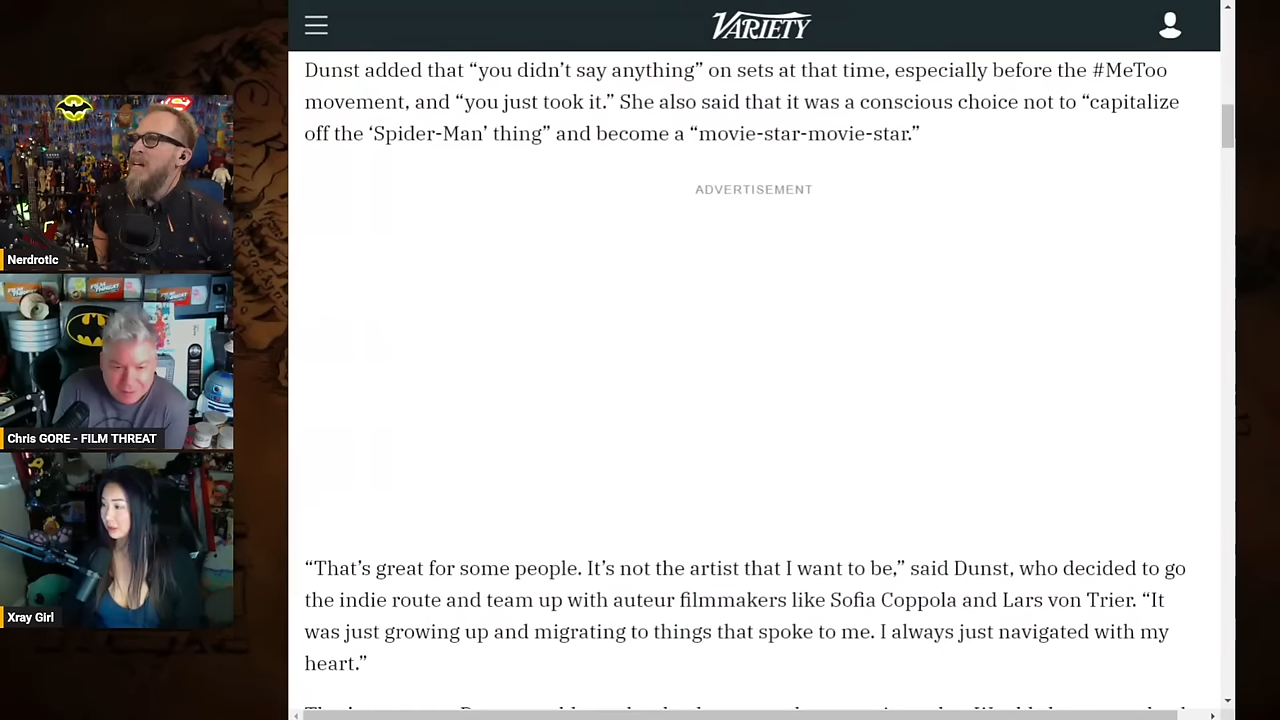 VARIETY
Dunst added that “you didn’t say anything” on sets at that time, especially before the #MeToo
movement, and “you just took it.” She also said that it was a conscious choice not to “capitalize
off the ‘Spider-Man’ thing” and become a “movie-star-movie-star.”
ADVERTISEMENT
Nerdrotic
Chris GORE - FILM THREAT
Xray Girl
“That’s great for some people. It’s not the artist that I want to be,” said Dunst, who decided to go
the indie route and team up with auteur filmmakers like Sofia Coppola and Lars von Trier. “It
was just growing up and migrating to things that spoke to me. I always just navigated with my
heart.”